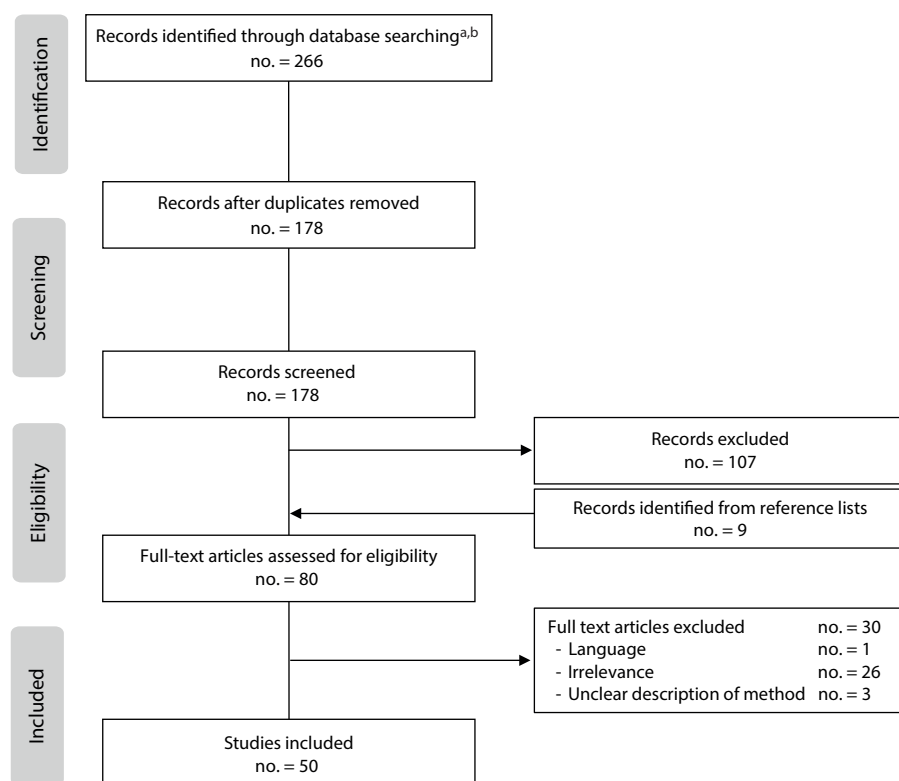 Identification
Records identified through database searchinga,b
no. = 266
Records after duplicates removed
no. = 178
Screening
Records screened
no. = 178
Records excluded
no. = 107
Eligibility
Records identified from reference lists
no. = 9
Full-text articles assessed for eligibility
no. = 80
Full text articles excluded no. = 30
- Language no. = 1
- Irrelevance no. = 26
- Unclear description of method no. = 3
Included
Studies included
no. = 50